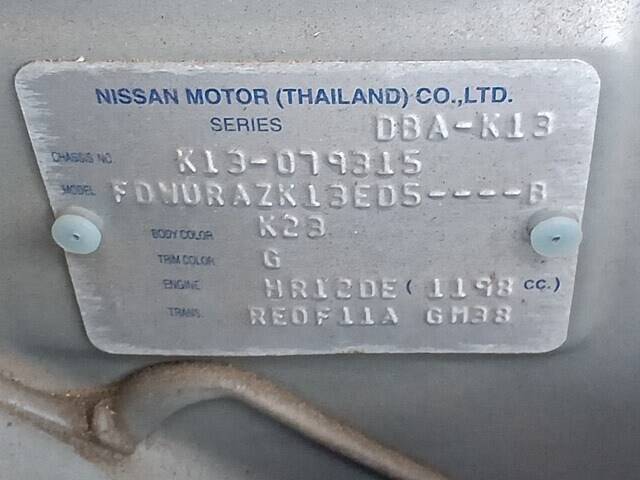 NISSAN MOTOR (THAILAND) CO.,LTD.
SERIES DBA-K13
CHASSIS NO K13-079315
MODEL FDWURAZK13EDS----B
BODY COLOR K23
TRIM COLOR G
ENGINE HR12DE ( 1198 CC.)
TRANS. RE0F11A GM38